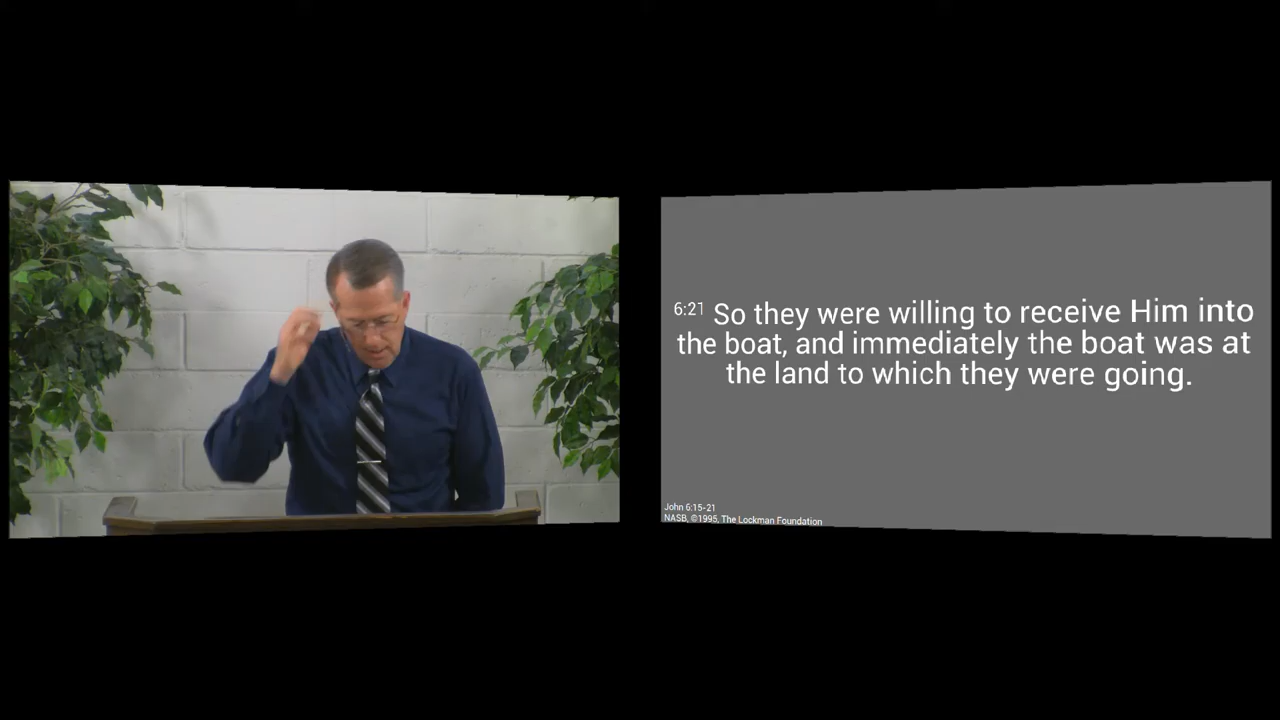 6:21 So they were willing to receive Him into
the boat, and immediately the boat was at
the land to which they were going.
John 6:15-21
NASB, ©1995, The Lockman Foundation